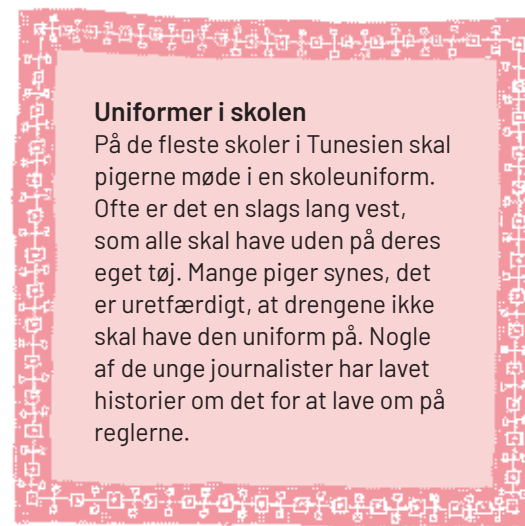 Uniformer i skolen
På de fleste skoler i Tunesien skal
pigerne møde i en skoleuniform.
Ofte er det en slags lang vest,
som alle skal have uden på deres
eget tøj. Mange piger synes, det
er uretfærdigt, at drengene ikke
skal have den uniform på. Nogle
af de unge journalister har lavet
historier om det for at lave om på
reglerne.